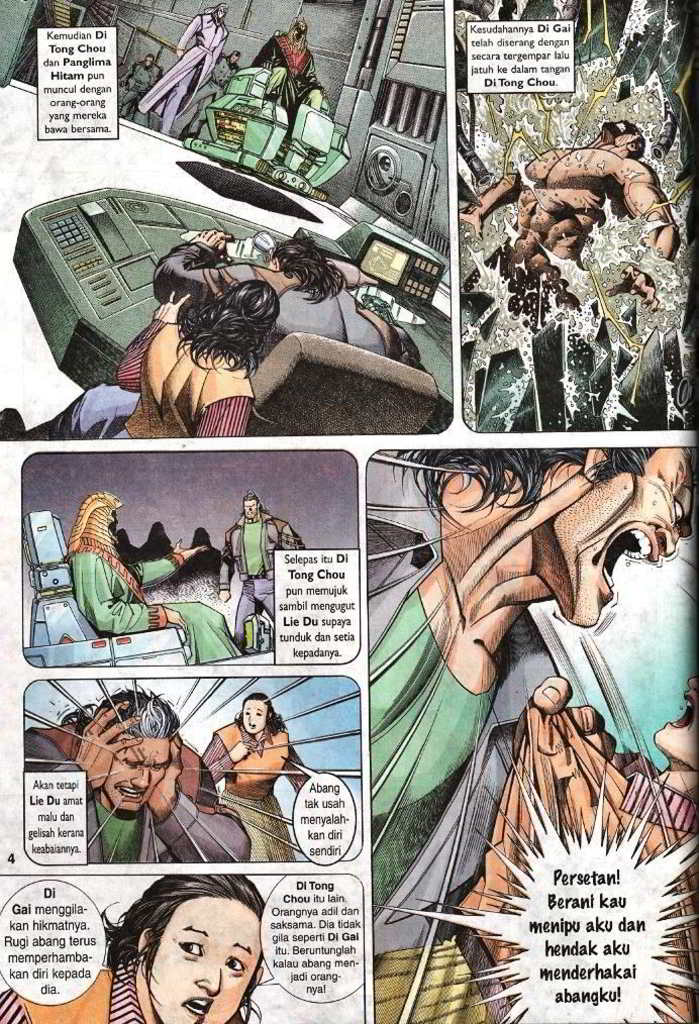 Kemudian Di
Tong Chou
dan Panglima
Hitam pun
muncul dengan
orang-orang
yang mereka
bawa bersama.
Kesudahannya Di Gai
telah diserang dengan
secara tergempar lalu
jatuh ke dalam tangan
Di Tong Chou.
Selepas itu Di
Tong Chou
pun memujuk
sambil mengugut
Lie Du supaya
tunduk dan setia
kepadanya.
Akan tetapi
Lie Du amat
malu dan
gelisah kerana
keabaiannya.
Abang
tak usah
menyalah-
kan diri
sendiri
Di
Gai menggila-
kan hikmatnya.
Rugi abang terus
memperhamba-
kan diri kepada
dia.
Di Tong
Chou itu lain.
Orangnya adil dan
saksama. Dia tidak
gila seperti Di Gai
itu. Beruntunglah
kalau abang men-
jadi orang-
nya!
Persetan!
Berani kau
menipu aku dan
hendak aku
menderhakai
abangku!
4